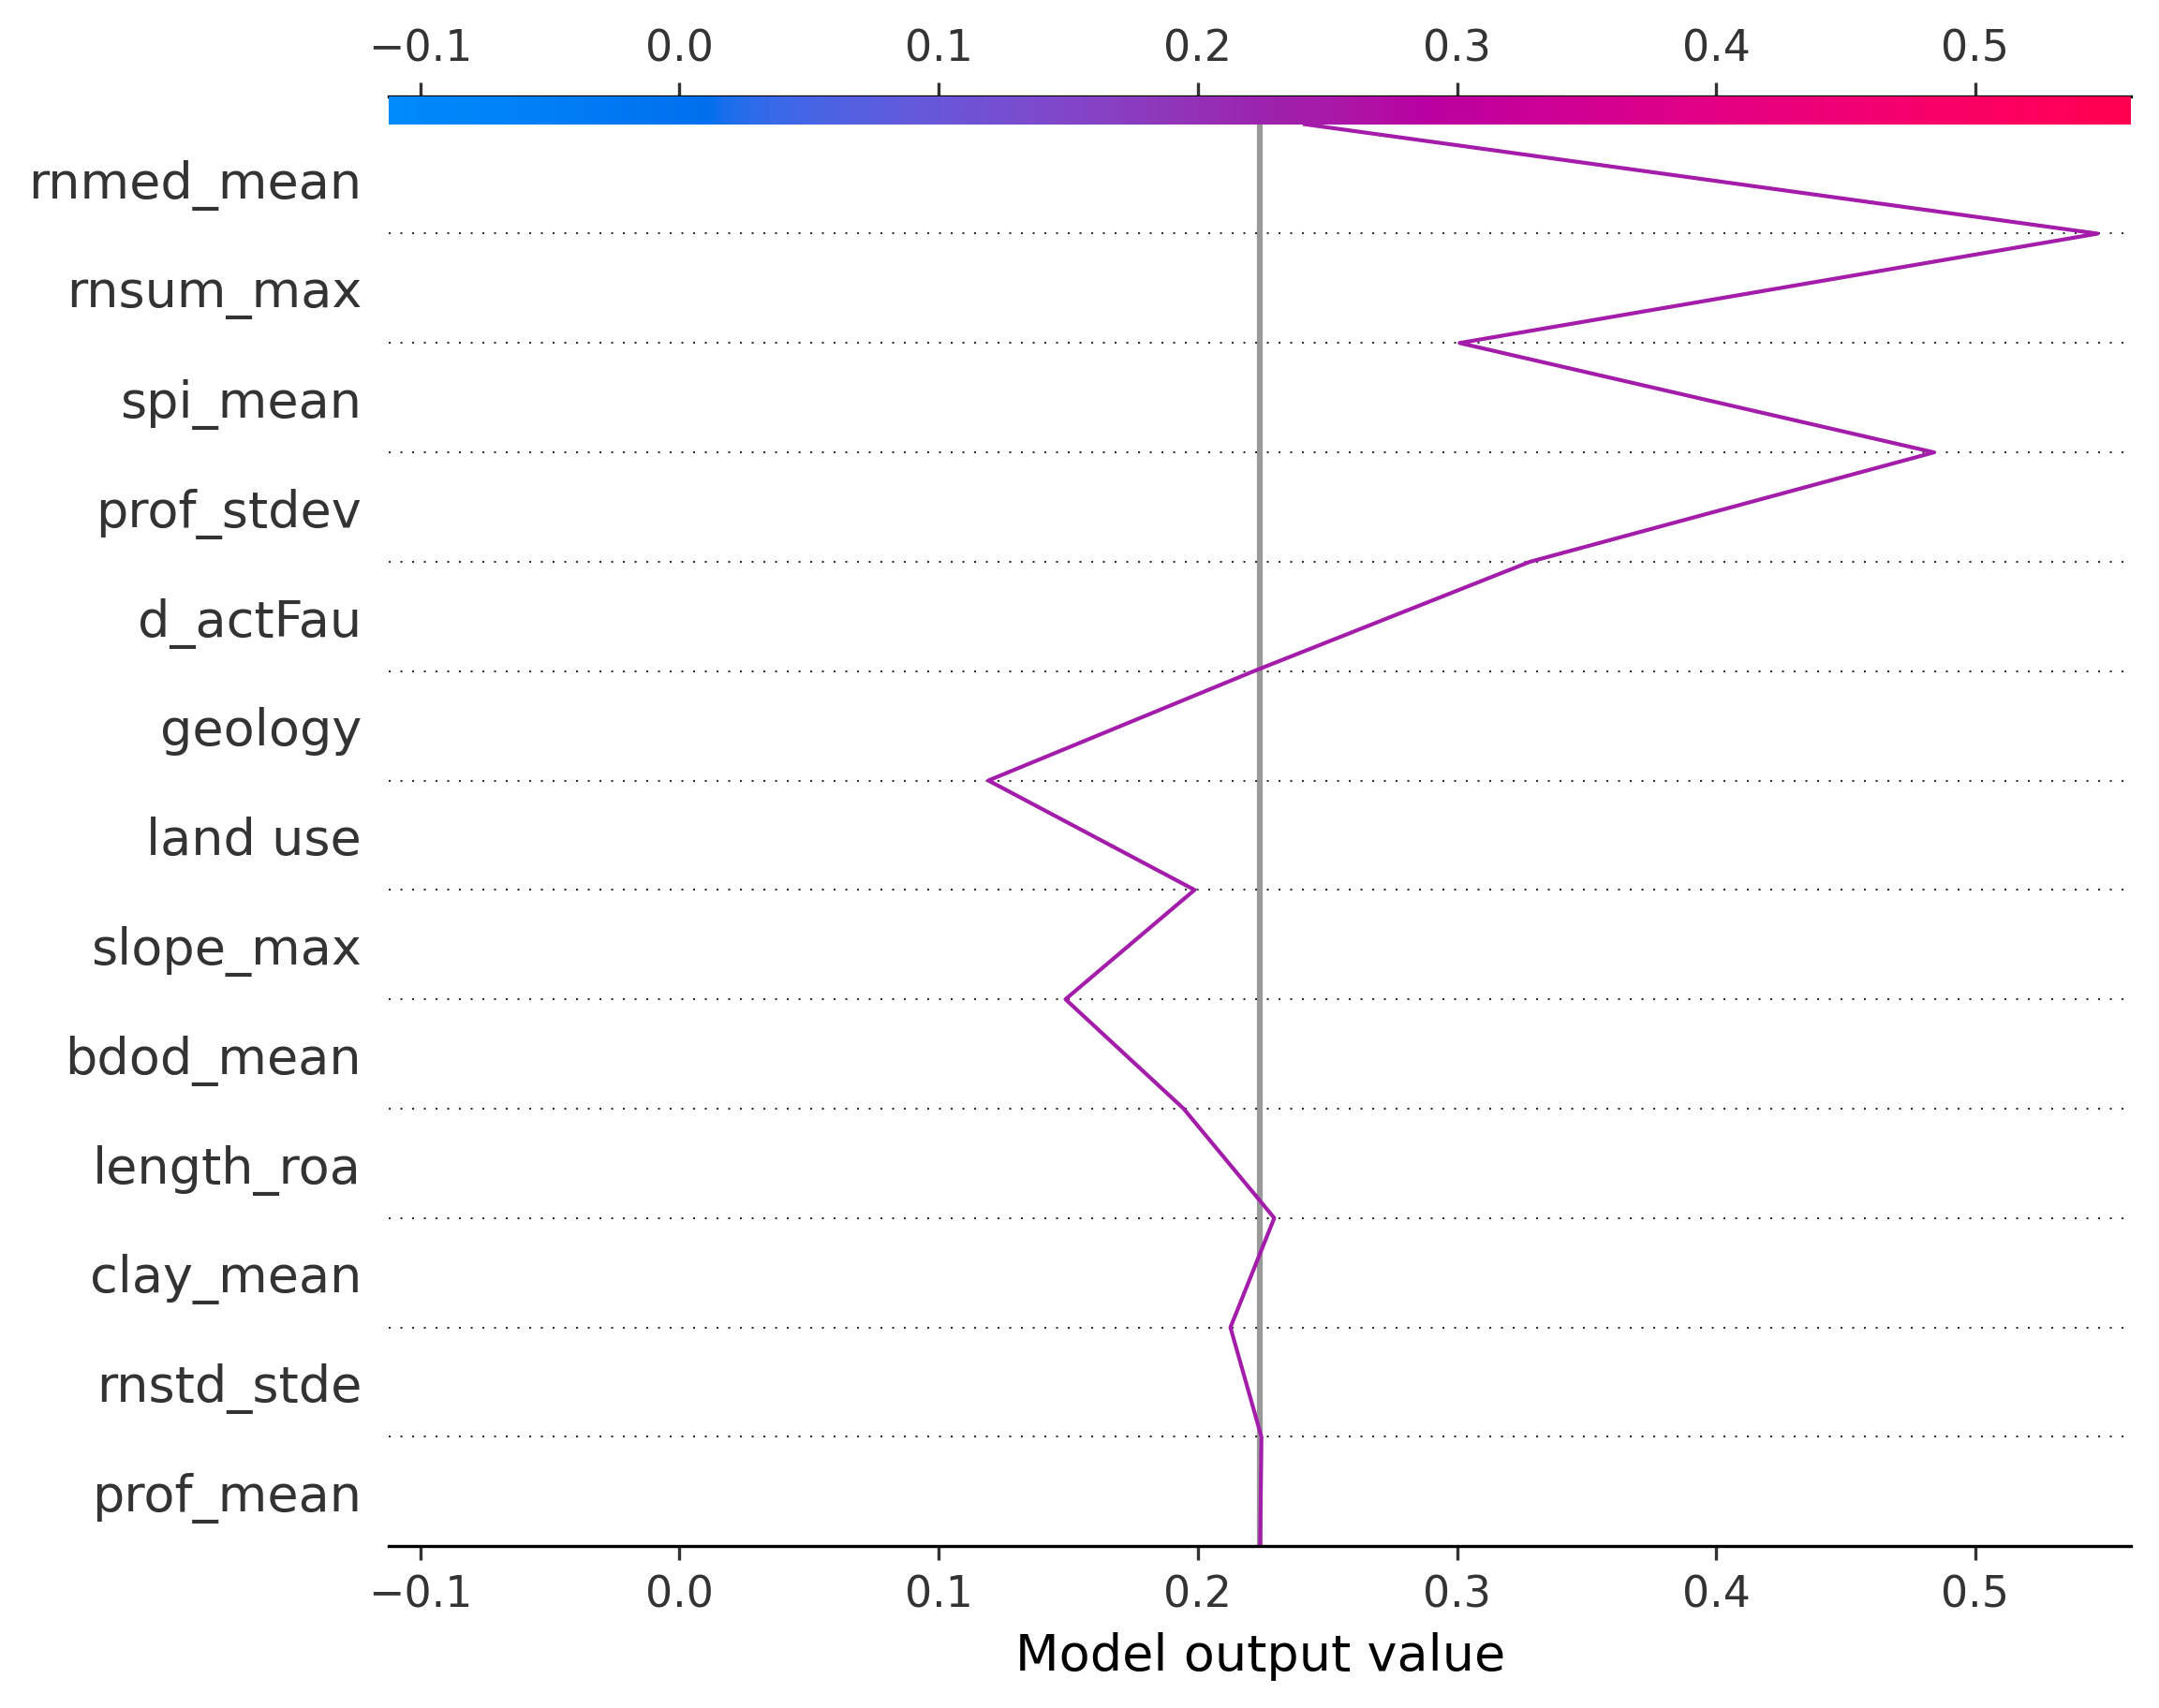 −0.1 0.0 0.1 0.2 0.3 0.4 0.5
rnmed_mean
rnsum_max
spi_mean
prof_stdev
d_actFau
geology
land use
slope_max
bdod_mean
length_roa
clay_mean
rnstd_stde
prof_mean
−0.1 0.0 0.1 0.2 0.3 0.4 0.5
Model output value